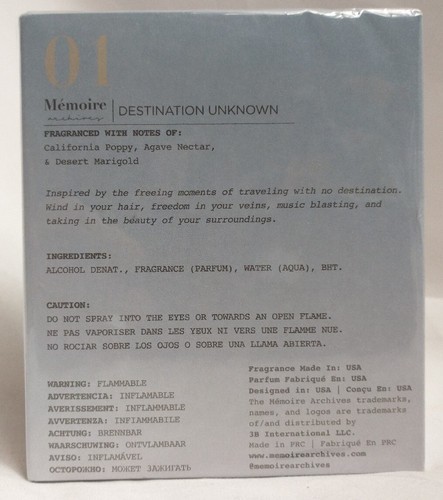 01
Mémoire
archives
DESTINATION UNKNOWN
FRAGRANCED WITH NOTES OF:
California Poppy, Agave Nectar,
& Desert Marigold
Inspired by the freeing moments of traveling with no destination.
Wind in your hair, freedom in your veins, music blasting, and
taking in the beauty of your surroundings.
INGREDIENTS:
ALCOHOL DENAT., FRAGRANCE (PARFUM), WATER (AQUA), BHT.
CAUTION:
DO NOT SPRAY INTO THE EYES OR TOWARDS AN OPEN FLAME.
NE PAS VAPORISER DANS LES YEUX NI VERS UNE FLAMME NUE.
NO ROCIAR SOBRE LOS OJOS O SOBRE UNA LLAMA ABIERTA.
WARNING: FLAMMABLE
ADVERTENCIA: INFLAMABLE
AVERISSEMENT: INFLAMMABLE
AVVERTENZA: INFIAMMABILE
ACHTUNG: BRENNBAR
WAARSCHUWING: ONTVLAMBAAR
AVISO: INFLAMÁVEL
ОСТОРОЖНО: МОЖЕТ ЗАЖИГАТЬ
Fragrance Made In: USA
Parfum Fabriqué En: USA
Designed in: USA | Conçu En: USA
The Mémoire Archives trademarks,
names, and logos are trademarks
of/and distributed by
3B International LLC.
Made in PRC | Fabriqué En PRC
www.memoirearchives.com
@memoirearchives